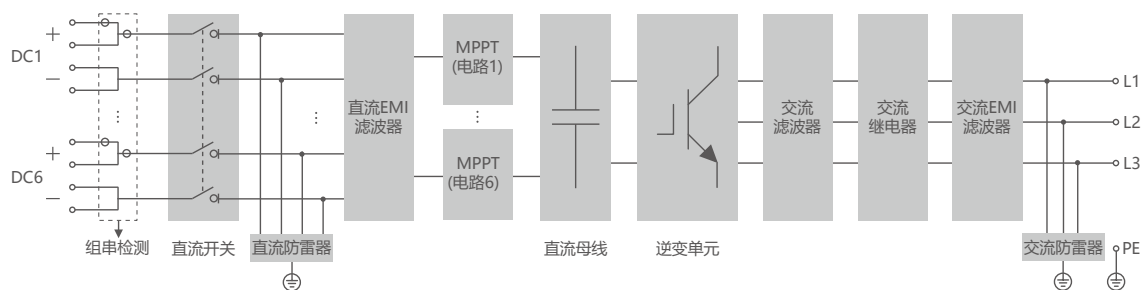 DC1
+
−
DC6
+
−
组串检测
直流开关
直流防雷器
直流EMI
滤波器
MPPT
(电路1)
MPPT
(电路6)
直流母线
逆变单元
交流
滤波器
交流
继电器
交流EMI
滤波器
交流防雷器
L1
L2
L3
PE